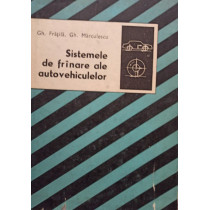 Gh. Frățilă, Gh. Mărculescu
Sistemele
de frînare ale
autovehiculelor